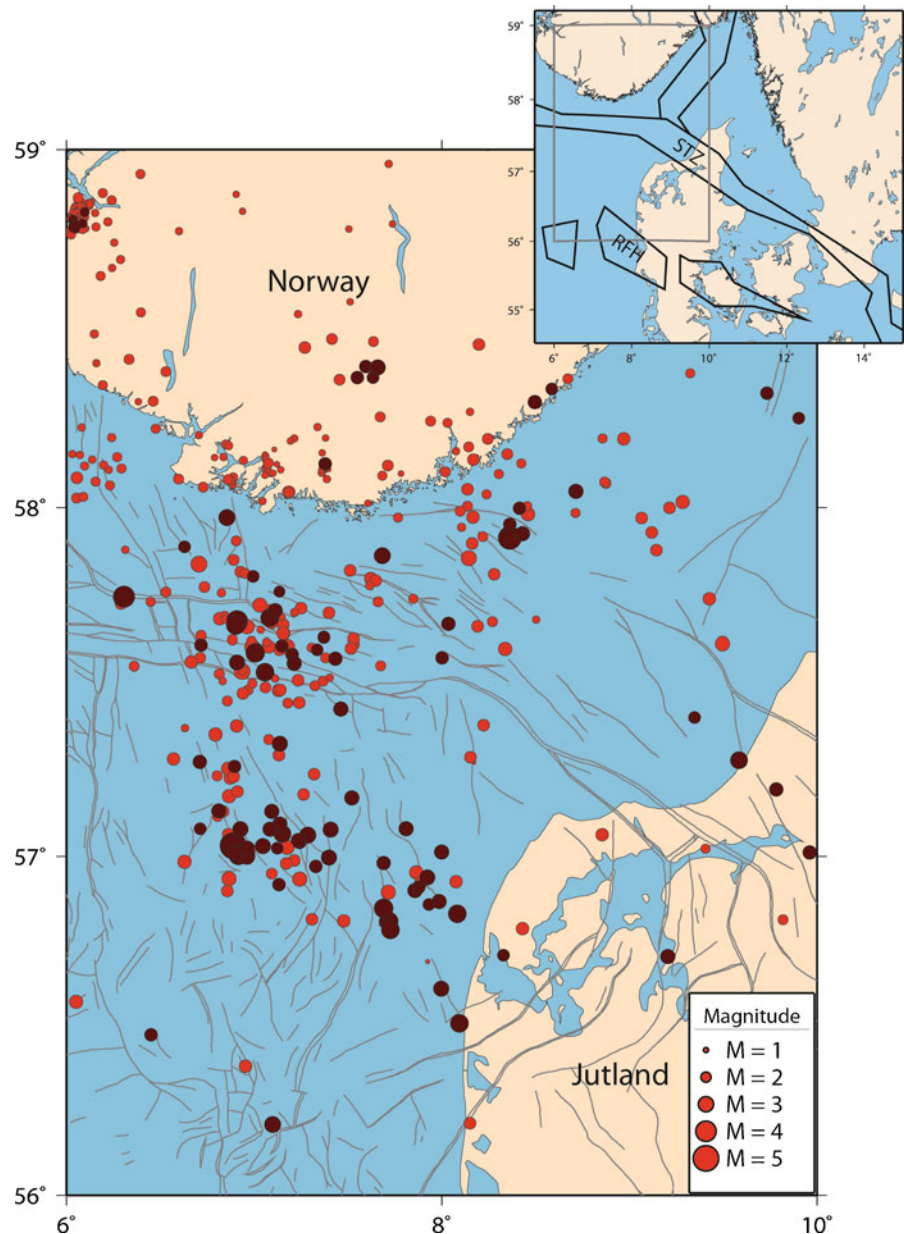 59˚
58˚
57˚
56˚
55˚
6˚
8˚
10˚
12˚
14˚
STZ
RFH
59˚
58˚
57˚
56˚
6˚
8˚
10˚
Norway
Jutland
Magnitude
M = 1
M = 2
M = 3
M = 4
M = 5